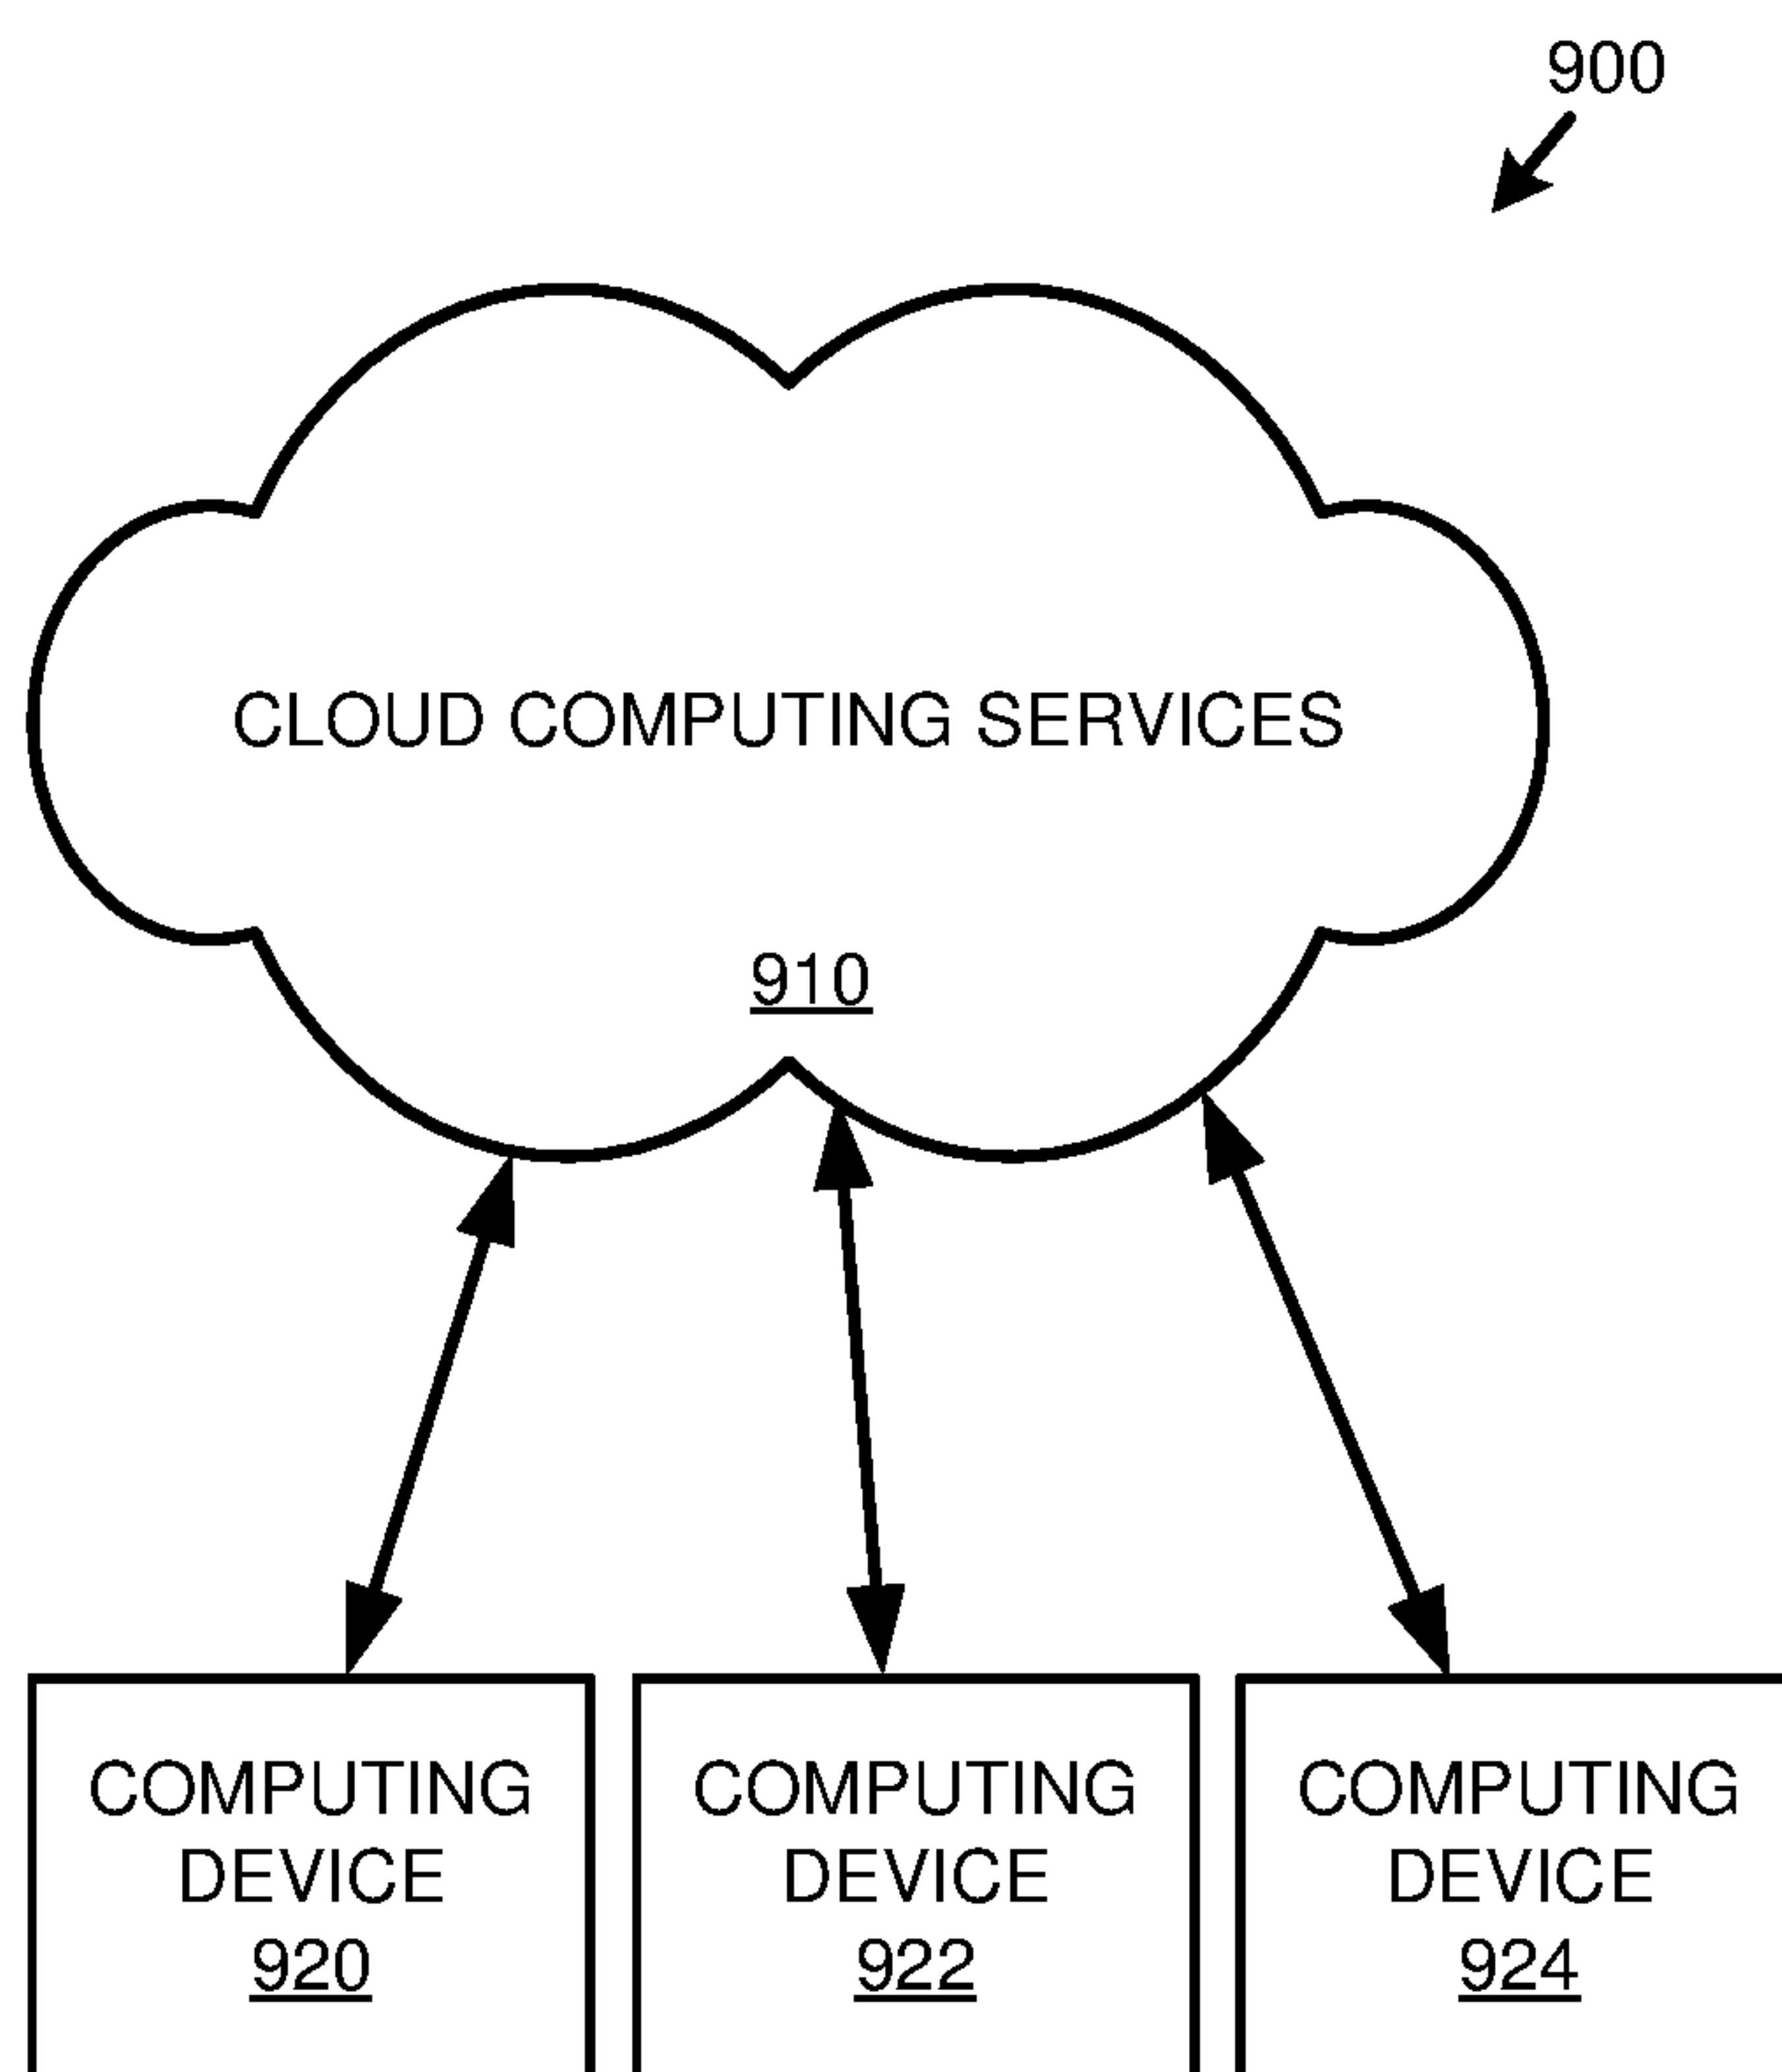 900
CLOUD COMPUTING SERVICES
910
COMPUTING
DEVICE
920
COMPUTING
DEVICE
922
COMPUTING
DEVICE
924